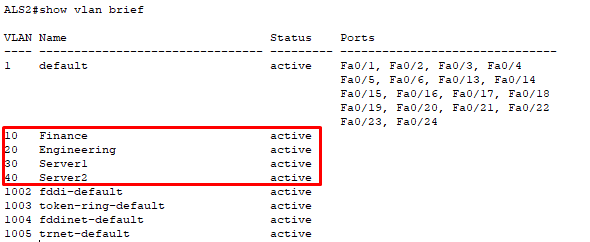 ALS2#show vlan brief
VLAN Name                             Status    Ports
---- -------------------------------- --------- -------------------------------
1    default                          active    Fa0/1, Fa0/2, Fa0/3, Fa0/4
                                                Fa0/5, Fa0/6, Fa0/13, Fa0/14
                                                Fa0/15, Fa0/16, Fa0/17, Fa0/18
                                                Fa0/19, Fa0/20, Fa0/21, Fa0/22
                                                Fa0/23, Fa0/24
10   Finance                          active
20   Engineering                      active
30   Server1                          active
40   Server2                          active
1002 fddi-default                     active
1003 token-ring-default               active
1004 fddinet-default                  active
1005 trnet-default                    active